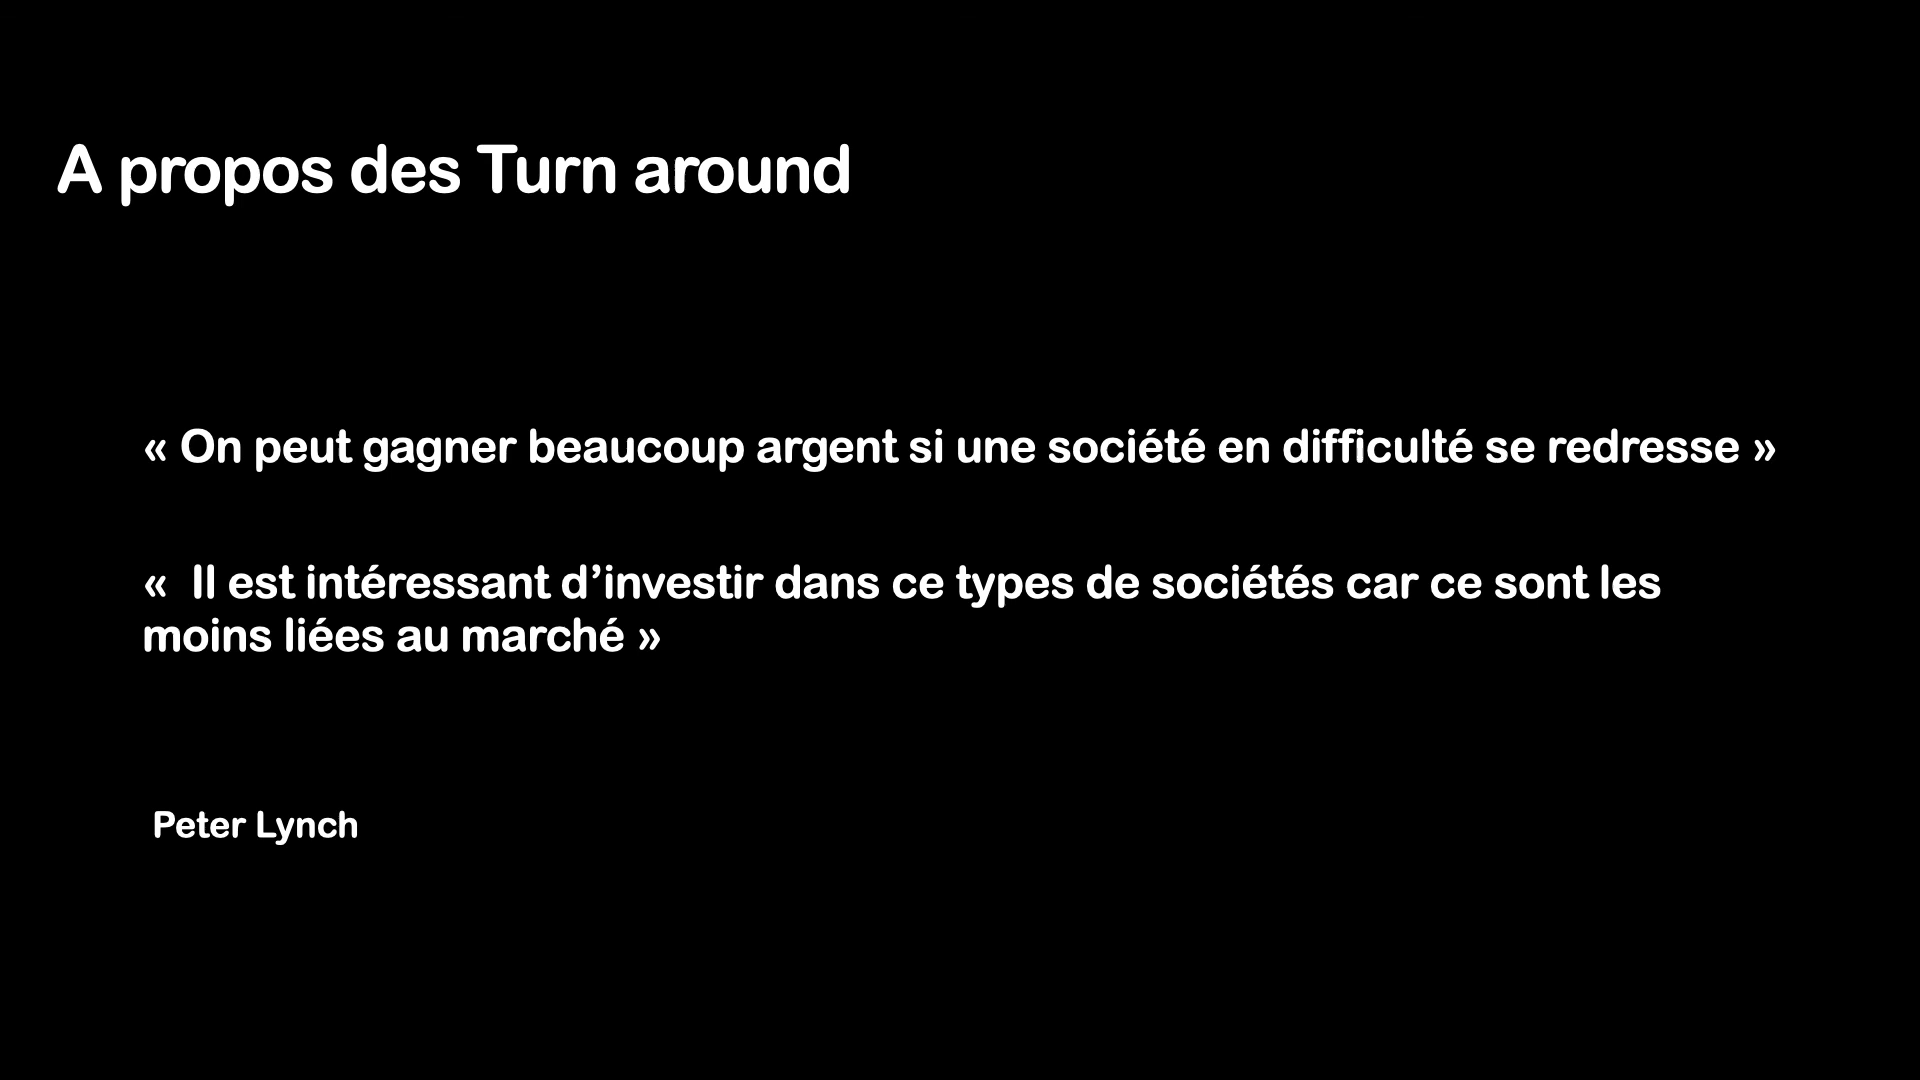 A propos des Turn around
« On peut gagner beaucoup argent si une société en difficulté se redresse »
«  Il est intéressant d’investir dans ce types de sociétés car ce sont les
moins liées au marché »
Peter Lynch